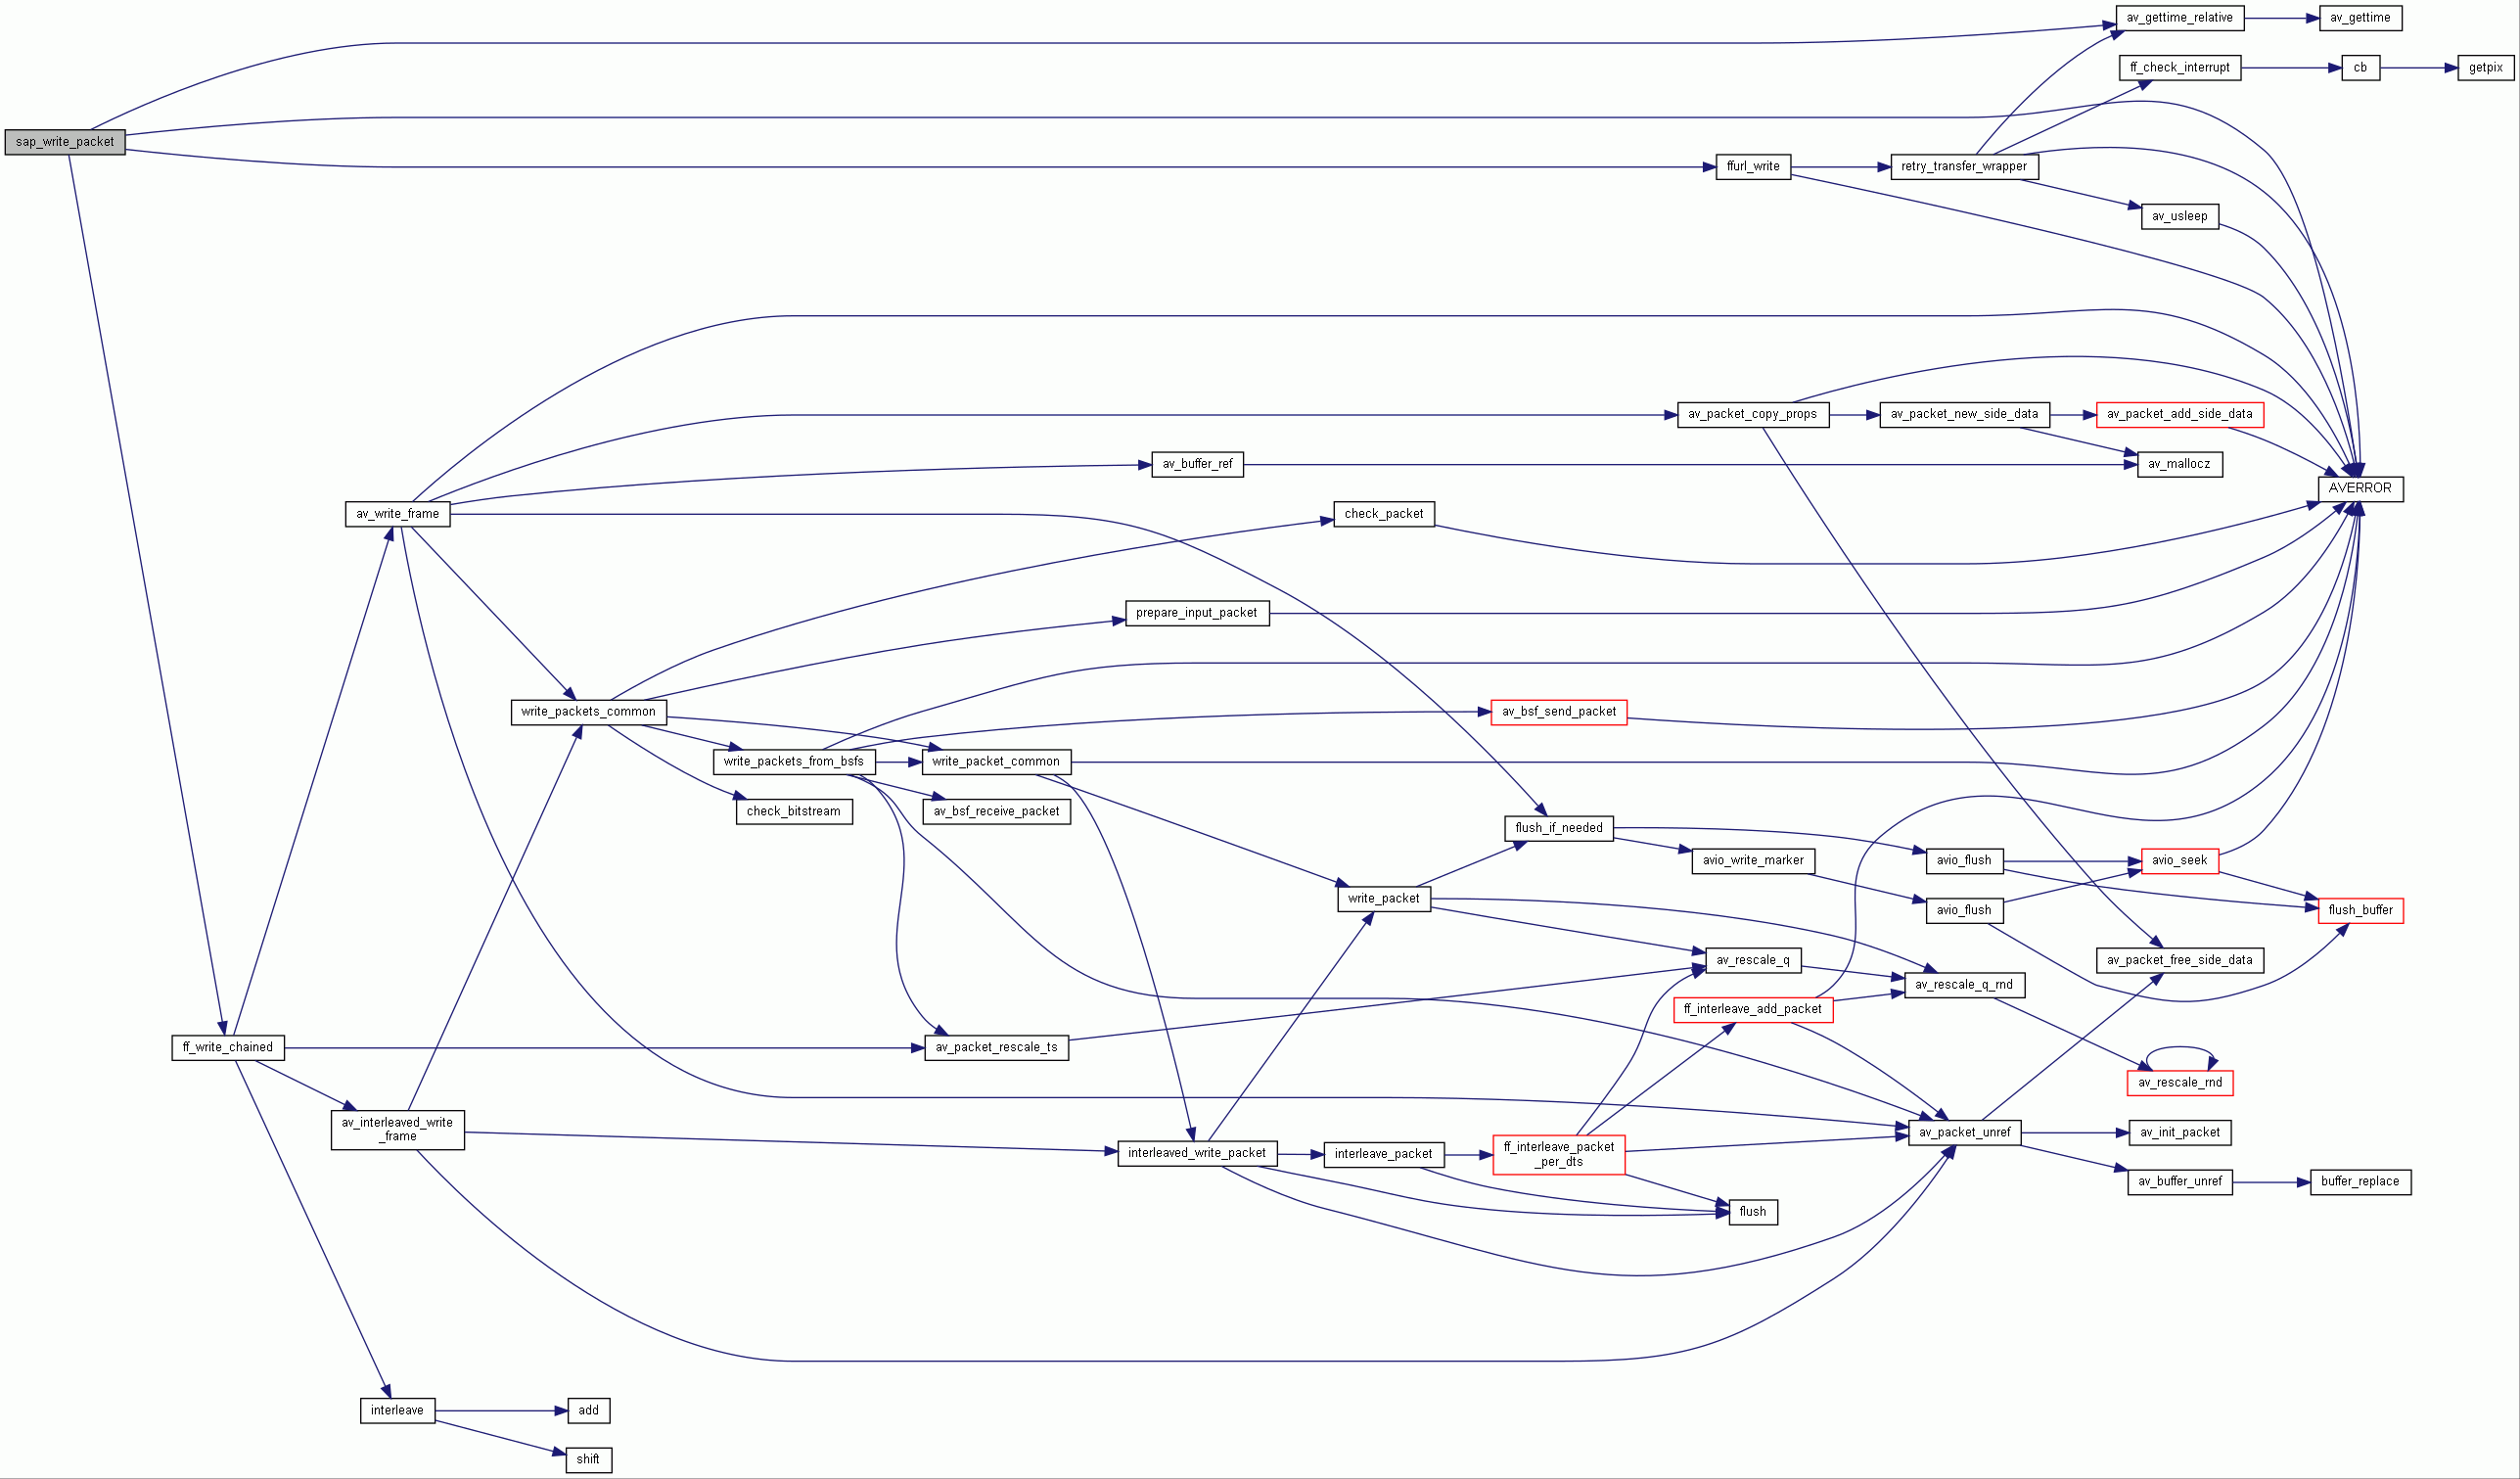 av_gettime_relative
av_gettime
ff_check_interrupt
cb
getpix
sap_write_packet
ffurl_write
retry_transfer_wrapper
av_usleep
av_packet_copy_props
av_packet_new_side_data
av_packet_add_side_data
av_buffer_ref
av_mallocz
AVERROR
av_write_frame
check_packet
prepare_input_packet
write_packets_common
av_bsf_send_packet
write_packets_from_bsfs
write_packet_common
check_bitstream
av_bsf_receive_packet
flush_if_needed
avio_write_marker
avio_flush
avio_seek
write_packet
avio_flush
flush_buffer
av_rescale_q
av_packet_free_side_data
av_rescale_q_rnd
ff_interleave_add_packet
ff_write_chained
av_packet_rescale_ts
av_rescale_rnd
av_interleaved_write
_frame
av_packet_unref
av_init_packet
interleaved_write_packet
interleave_packet
ff_interleave_packet
_per_dts
av_buffer_unref
buffer_replace
flush
interleave
add
shift